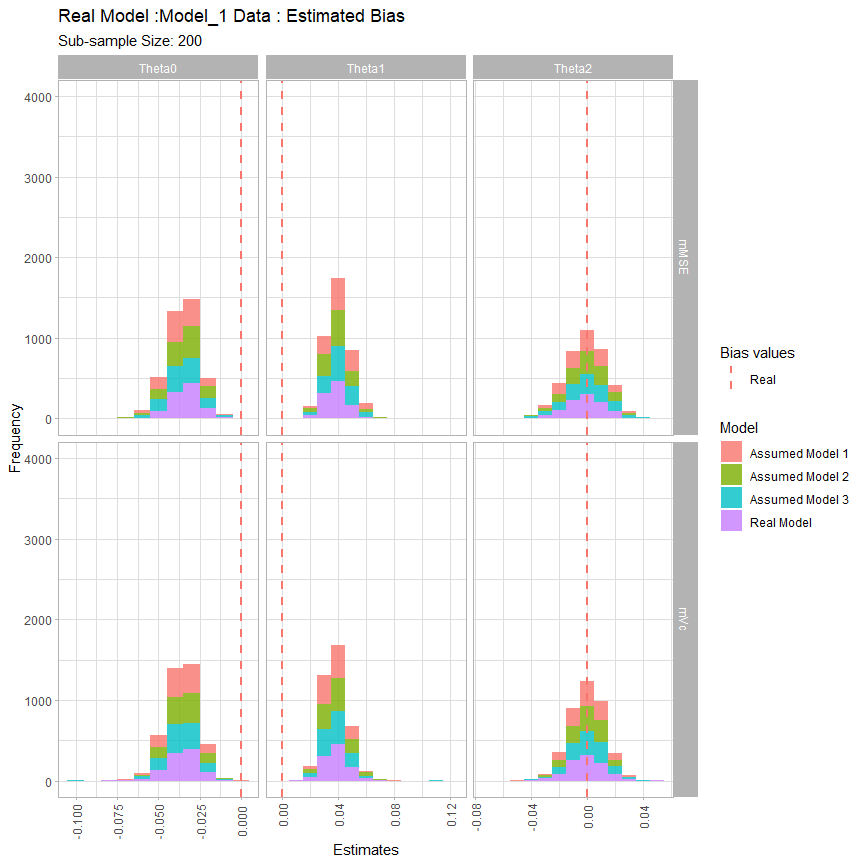 Real Model :Model_1 Data : Estimated Bias
Sub-sample Size: 200
Theta0 Theta1 Theta2
4000
3000
2000
1000
0
mMSE
4000
3000
2000
1000
0
mVc
Frequency
-0.100 -0.075 -0.050 -0.025 0.000 0.00 0.04 0.08 0.12 -0.08 -0.04 0.00 0.04
Estimates
Bias values
Real
Model
Assumed Model 1
Assumed Model 2
Assumed Model 3
Real Model